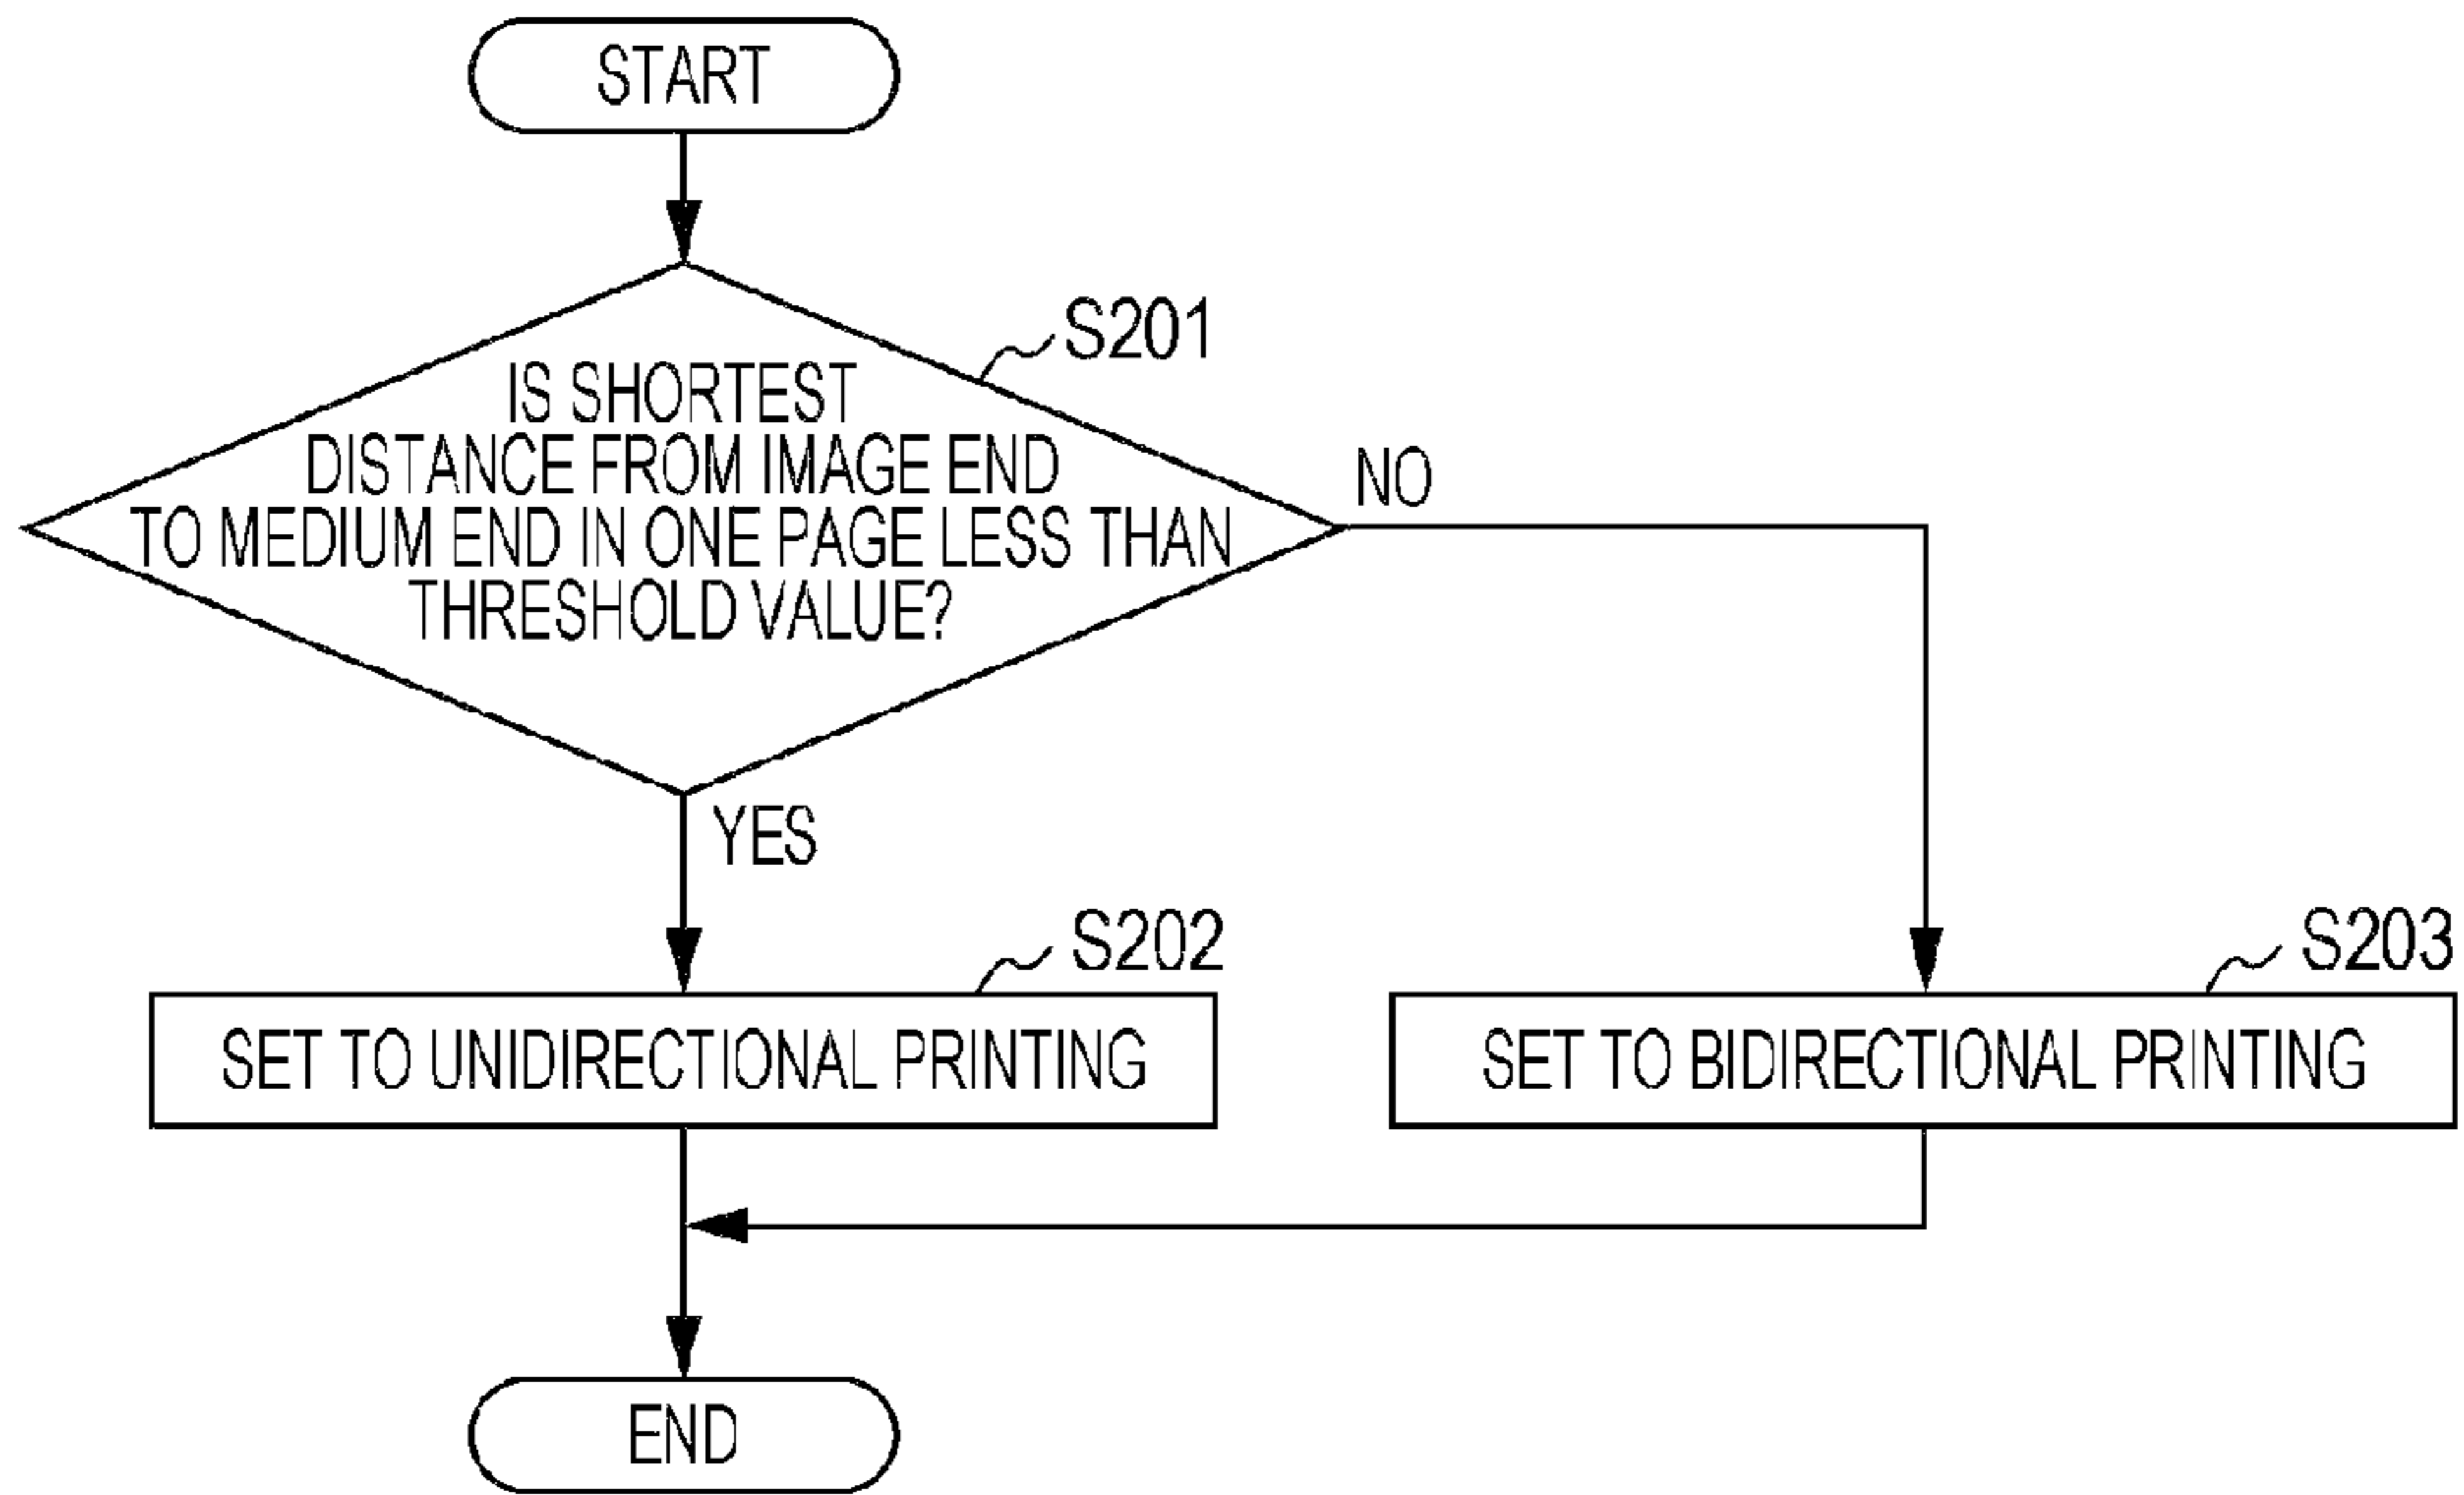 START
S201
IS SHORTEST
DISTANCE FROM IMAGE END
TO MEDIUM END IN ONE PAGE LESS THAN
THRESHOLD VALUE?
NO
YES
S202
SET TO UNIDIRECTIONAL PRINTING
S203
SET TO BIDIRECTIONAL PRINTING
END